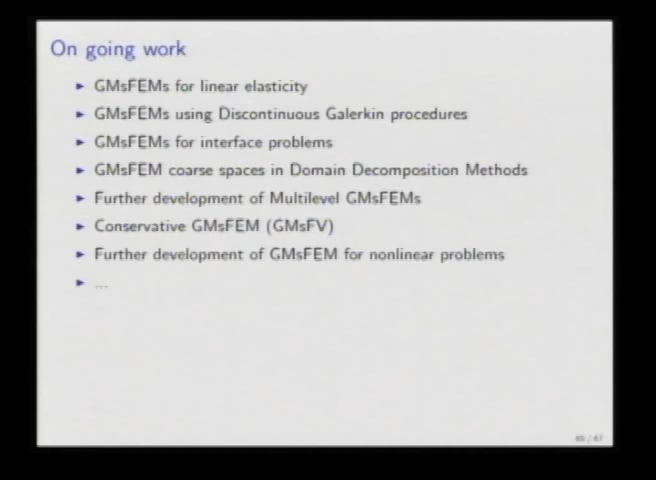 On going work
► GMsFEMs for linear elasticity
► GMsFEMs using Discontinuous Galerkin procedures
► GMsFEMs for interface problems
► GMsFEM coarse spaces in Domain Decomposition Methods
► Further development of Multilevel GMsFEMs
► Conservative GMsFEM (GMsFV)
► Further development of GMsFEM for nonlinear problems
► ...